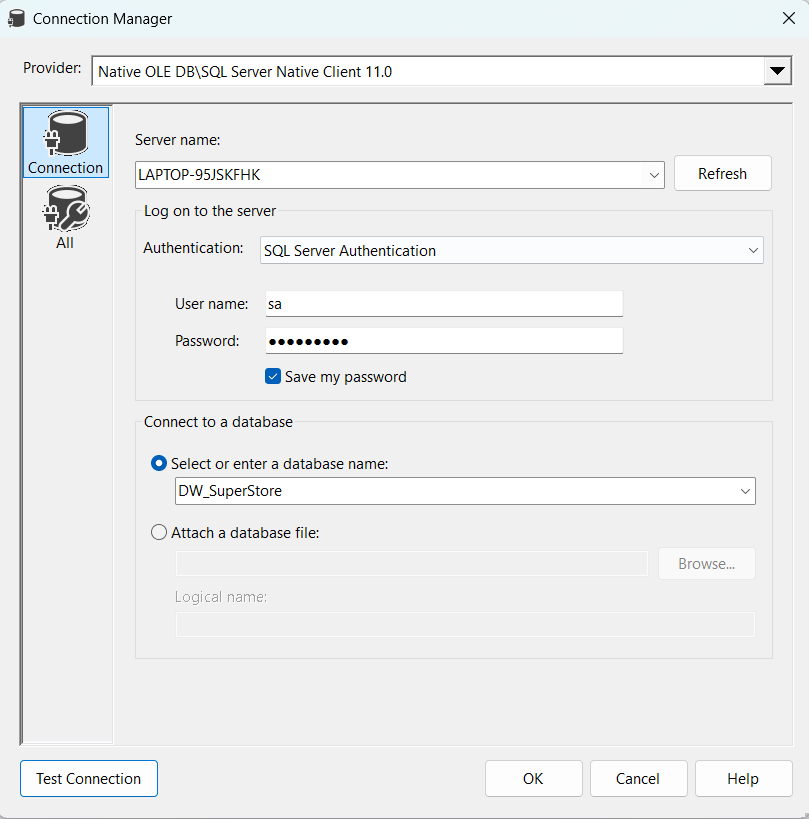 Connection Manager
Provider: Native OLE DB\SQL Server Native Client 11.0
Connection
All
Server name:
LAPTOP-95JSKFHK Refresh
Log on to the server
Authentication: SQL Server Authentication
User name: sa
Password: ●●●●●●●●●
Save my password
Connect to a database
Select or enter a database name:
DW_SuperStore
Attach a database file:
Browse...
Logical name:
Test Connection OK Cancel Help